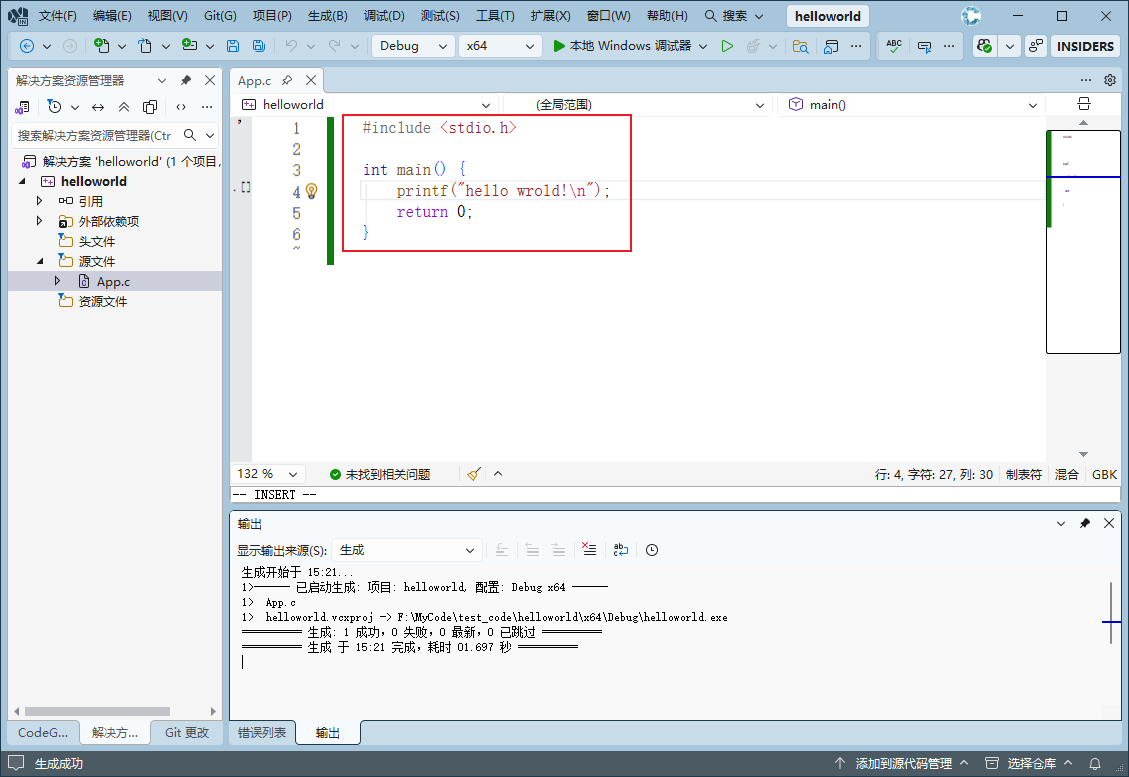 文件(F) 编辑(E) 视图(V) Git(G) 项目(P) 生成(B) 调试(D) 测试(S) 工具(T) 扩展(X) 窗口(W) 帮助(H) 搜索 helloworld
Debug x64 本地 Windows 调试器 ABC INSIDERS
解决方案资源管理器
搜索解决方案资源管理器(Ctr
解决方案 'helloworld' (1 个项目,
helloworld
引用
外部依赖项
头文件
源文件
App.c
资源文件
CodeG... 解决方... Git 更改
App.c
helloworld (全局范围) main()
1 #include <stdio.h>
2
3 int main() {
4 printf("hello wrold!\n");
5 return 0;
6 }
~
132 % 未找到相关问题 行: 4, 字符: 27, 列: 30 制表符 混合 GBK
-- INSERT --
输出
显示输出来源(S): 生成
生成开始于 15:21...
1>------ 已启动生成: 项目: helloworld, 配置: Debug x64 ------
1> App.c
1> helloworld.vcxproj -> F:\MyCode\test_code\helloworld\x64\Debug\helloworld.exe
========== 生成: 1 成功，0 失败，0 最新，0 已跳过 ==========
========== 生成 于 15:21 完成，耗时 01.697 秒 ==========
错误列表 输出
生成成功 添加到源代码管理 选择仓库